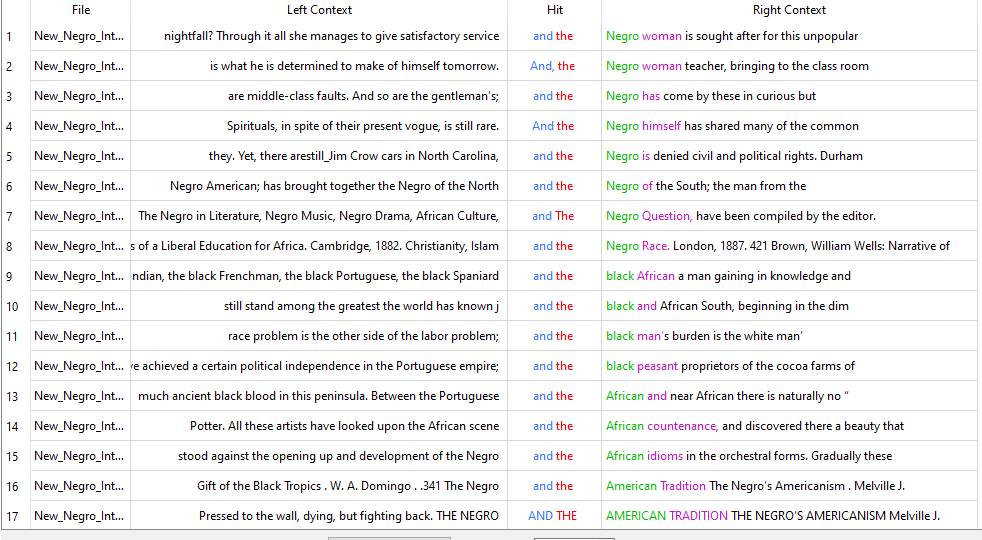 File Left Context Hit Right Context
1 New_Negro_Int... nightfall? Through it all she manages to give satisfactory service and the Negro woman is sought after for this unpopular
2 New_Negro_Int... is what he is determined to make of himself tomorrow. And, the Negro woman teacher, bringing to the class room
3 New_Negro_Int... are middle-class faults. And so are the gentleman's; and the Negro has come by these in curious but
4 New_Negro_Int... Spirituals, in spite of their present vogue, is still rare. And the Negro himself has shared many of the common
5 New_Negro_Int... they. Yet, there arestill_Jim Crow cars in North Carolina, and the Negro is denied civil and political rights. Durham
6 New_Negro_Int... Negro American; has brought together the Negro of the North and the Negro of the South; the man from the
7 New_Negro_Int... The Negro in Literature, Negro Music, Negro Drama, African Culture, and The Negro Question, have been compiled by the editor.
8 New_Negro_Int... s of a Liberal Education for Africa. Cambridge, 1882. Christianity, Islam and the Negro Race. London, 1887. 421 Brown, William Wells: Narrative of
9 New_Negro_Int... ndian, the black Frenchman, the black Portuguese, the black Spaniard and the black African a man gaining in knowledge and
10 New_Negro_Int... still stand among the greatest the world has known j and the black and African South, beginning in the dim
11 New_Negro_Int... race problem is the other side of the labor problem; and the black man's burden is the white man'
12 New_Negro_Int... ve achieved a certain political independence in the Portuguese empire; and the black peasant proprietors of the cocoa farms of
13 New_Negro_Int... much ancient black blood in this peninsula. Between the Portuguese and the African and near African there is naturally no "
14 New_Negro_Int... Potter. All these artists have looked upon the African scene and the African countenance, and discovered there a beauty that
15 New_Negro_Int... stood against the opening up and development of the Negro and the African idioms in the orchestral forms. Gradually these
16 New_Negro_Int... Gift of the Black Tropics . W. A. Domingo . .341 The Negro and the American Tradition The Negro's Americanism . Melville J.
17 New_Negro_Int... Pressed to the wall, dying, but fighting back. THE NEGRO AND THE AMERICAN TRADITION THE NEGRO'S AMERICANISM Melville J.